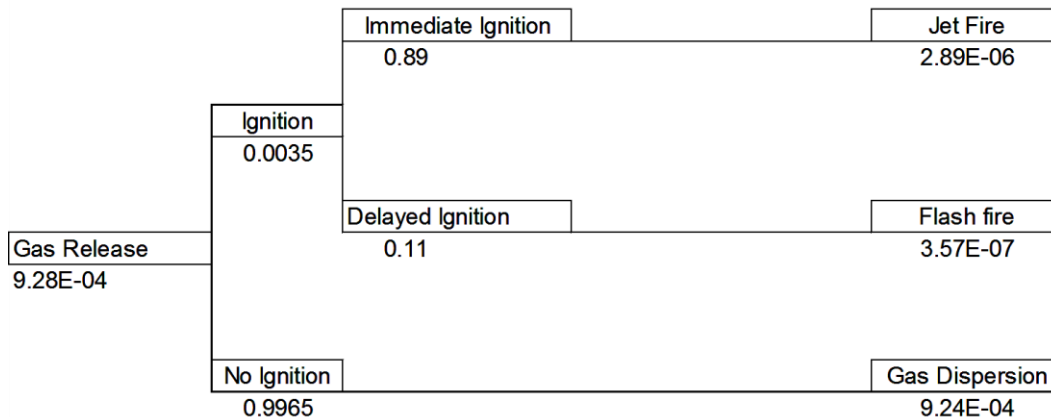 Immediate Ignition
0.89
Jet Fire
2.89E-06
Ignition
0.0035
Delayed Ignition
0.11
Flash fire
3.57E-07
Gas Release
9.28E-04
No Ignition
0.9965
Gas Dispersion
9.24E-04